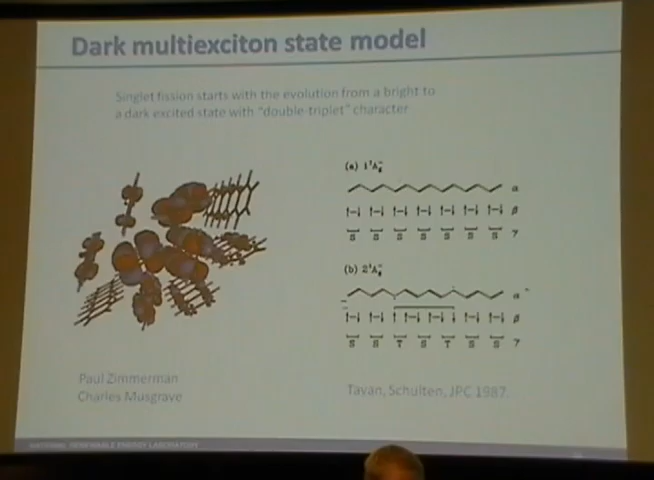 Dark multiexciton state model
Singlet fission starts with the evolution from a bright to
a dark excited state with "double-triplet" character
(a) 1¹A⁻g
α
β
S S S S S S S γ
(b) 2¹A⁻g
α
β
S S T S T S S γ
Paul Zimmerman
Charles Musgrave
Tavan, Schulten, JPC 1987.
NATIONAL RENEWABLE ENERGY LABORATORY